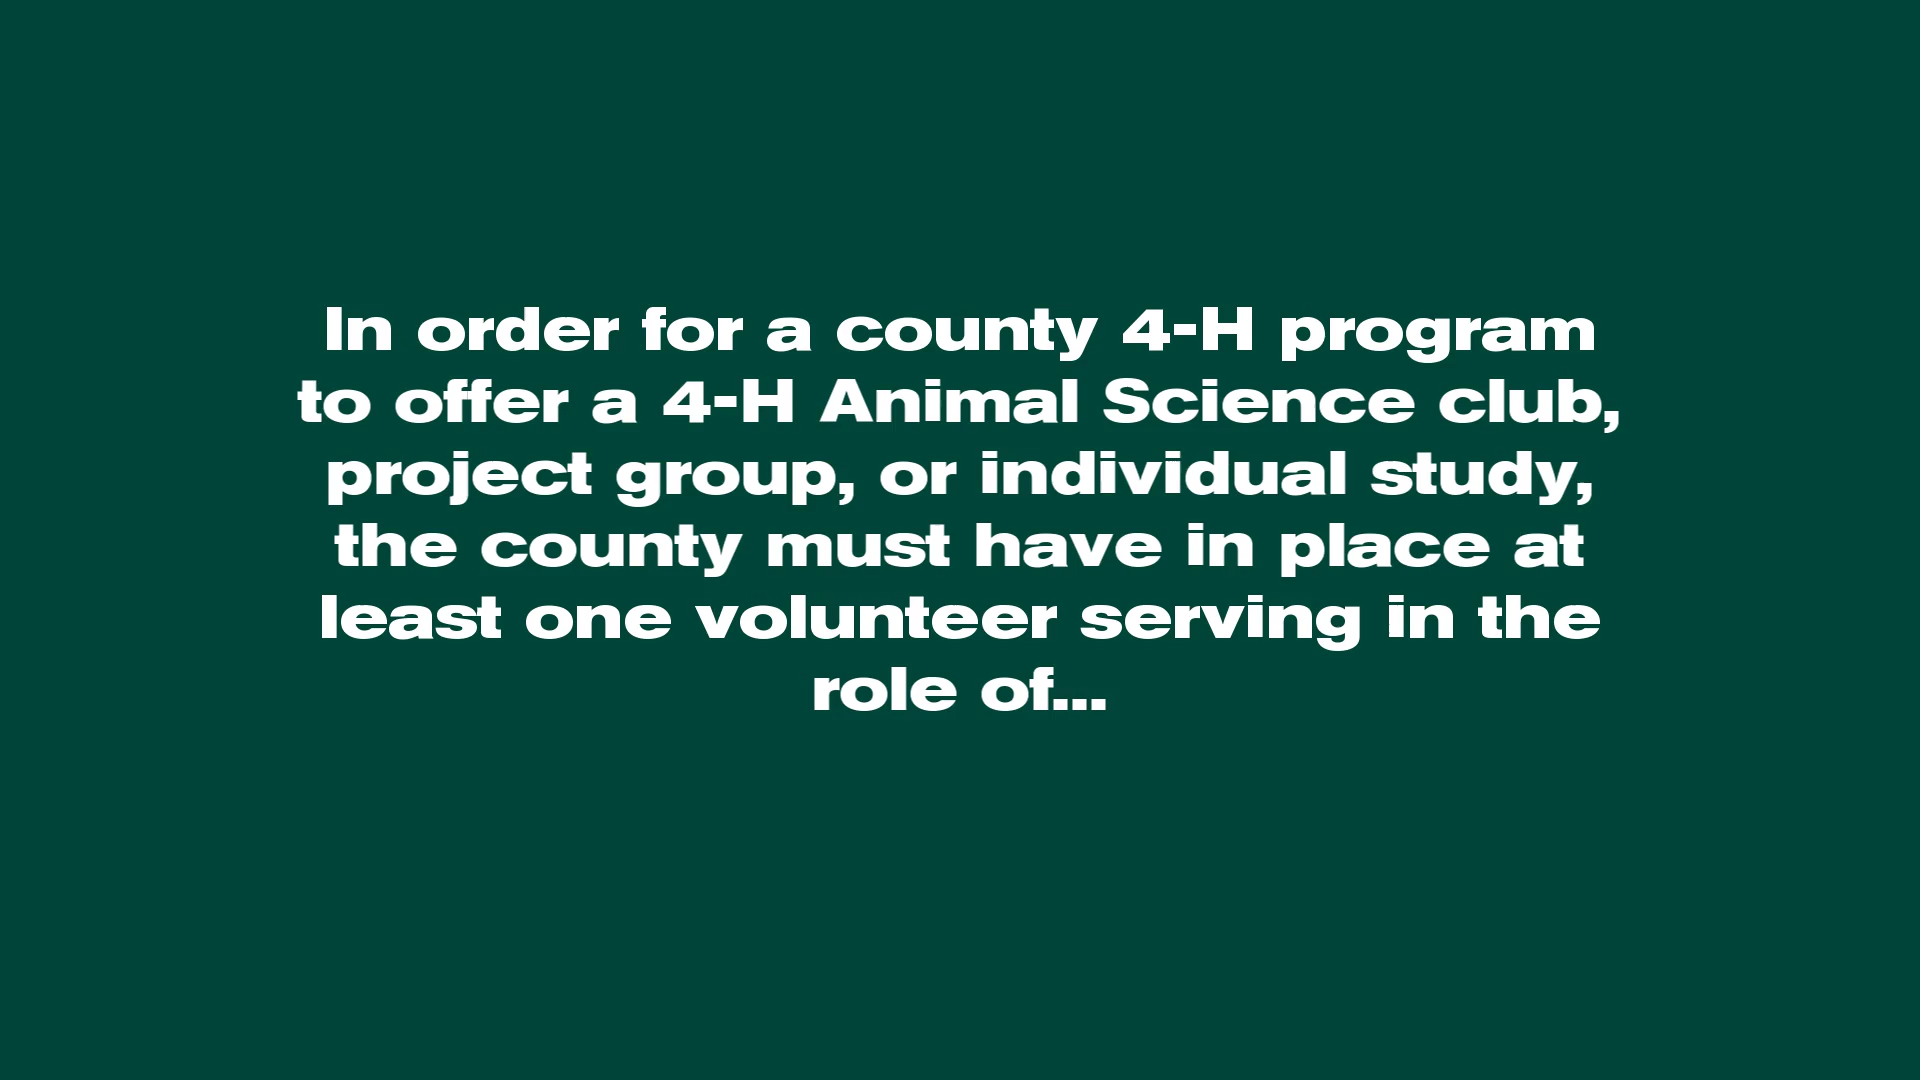 In order for a county 4-H program
to offer a 4-H Animal Science club,
project group, or individual study,
the county must have in place at
least one volunteer serving in the
role of...